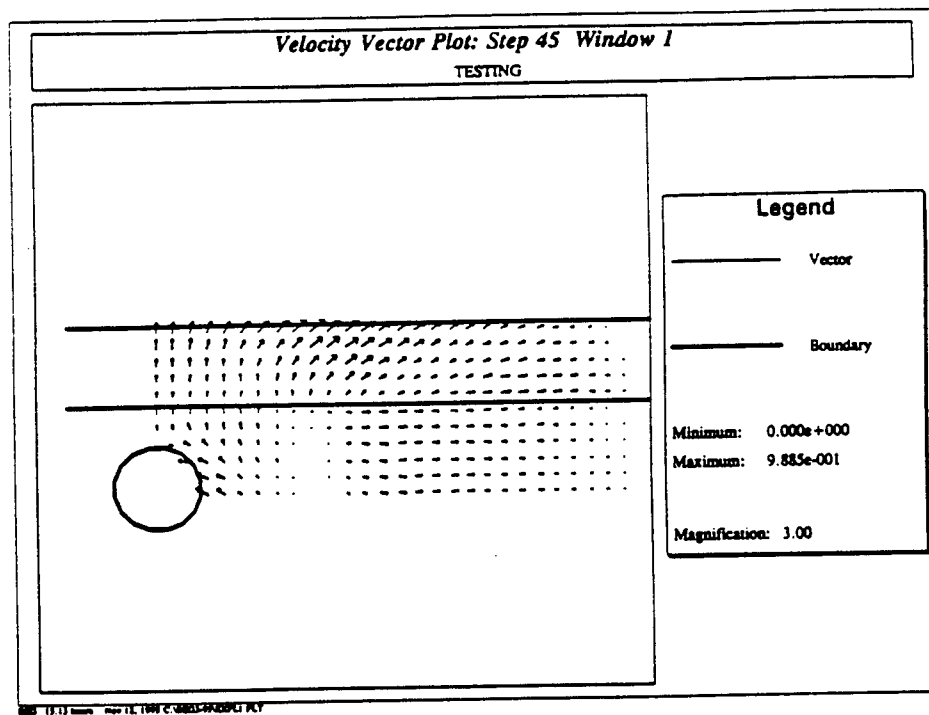 Velocity Vector Plot: Step 45 Window 1
TESTING
Legend
Vector
Boundary
Minimum: 0.000e+000
Maximum: 9.885e-001
Magnification: 3.00